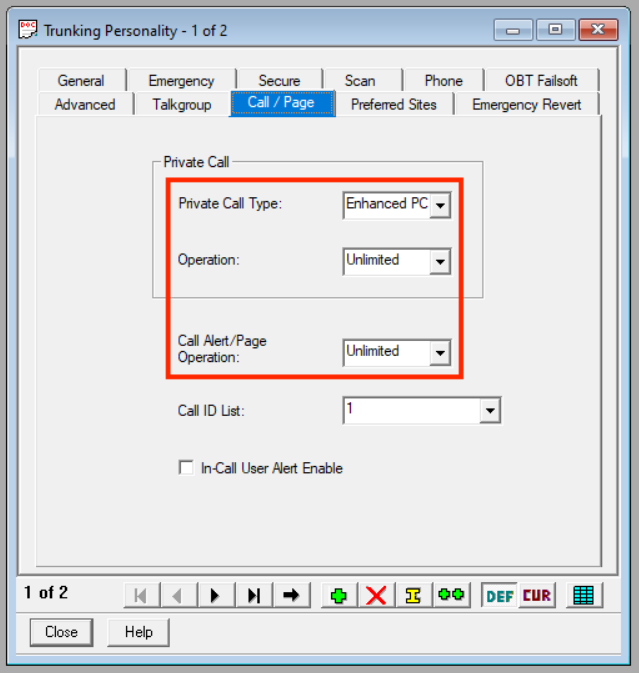 DOC
Trunking Personality - 1 of 2
General Emergency Secure Scan Phone OBT Failsoft
Advanced Talkgroup Call / Page Preferred Sites Emergency Revert
Private Call
Private Call Type: Enhanced PC
Operation: Unlimited
Call Alert/Page
Operation: Unlimited
Call ID List: 1
In-Call User Alert Enable
1 of 2 DEF CUR
Close Help